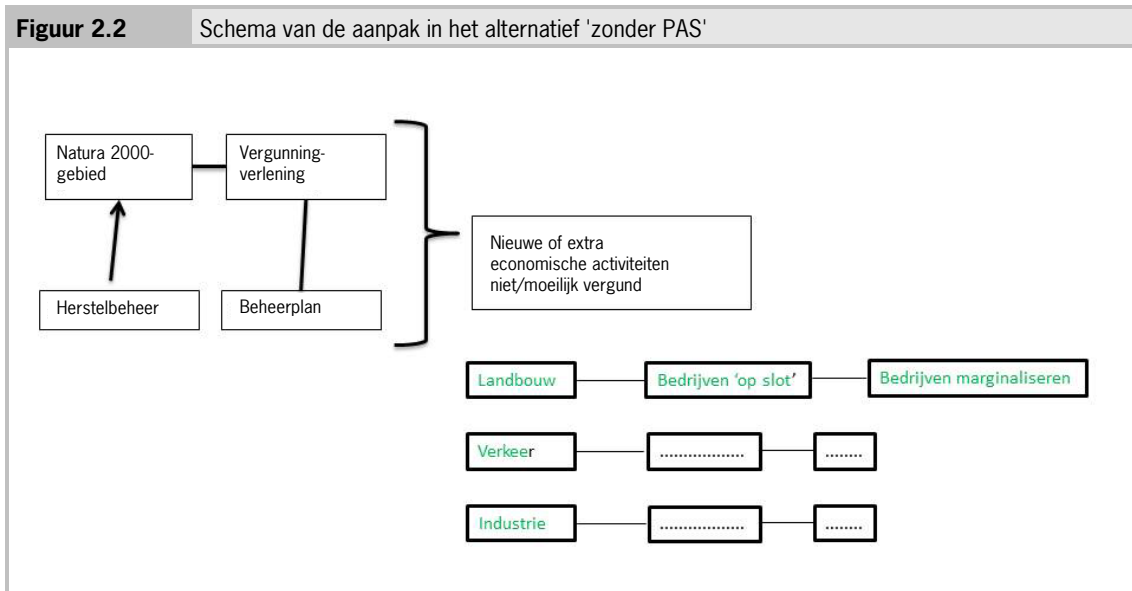 Figuur 2.2 Schema van de aanpak in het alternatief 'zonder PAS'
Natura 2000-
gebied
Vergunning-
verlening
Herstelbeheer
Beheerplan
Nieuwe of extra
economische activiteiten
niet/moeilijk vergund
Landbouw
Bedrijven ‘op slot’
Bedrijven marginaliseren
Verkeer
..................
........
Industrie
..................
........